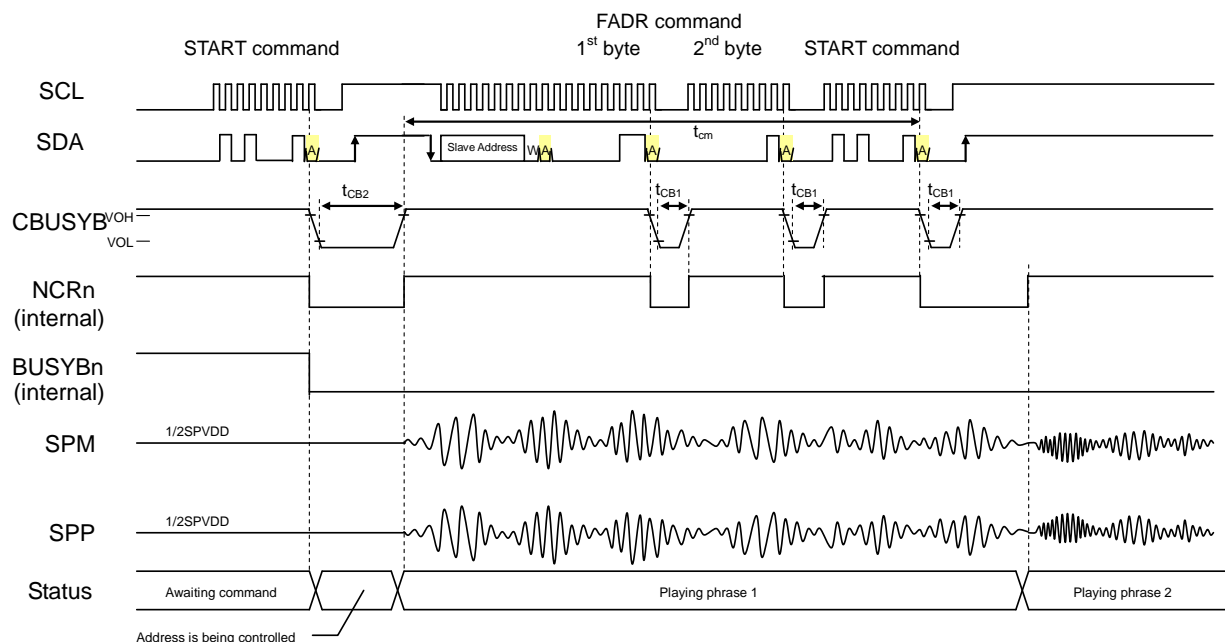 FADR command
START command 1st byte 2nd byte START command
SCL
tcm
SDA A Slave Address W A A A A
tCB2 tCB1 tCB1 tCB1
CBUSYB VOH
VOL
NCRn
(internal)
BUSYBn
(internal)
SPM 1/2SPVDD
SPP 1/2SPVDD
Status Awaiting command Playing phrase 1 Playing phrase 2
Address is being controlled